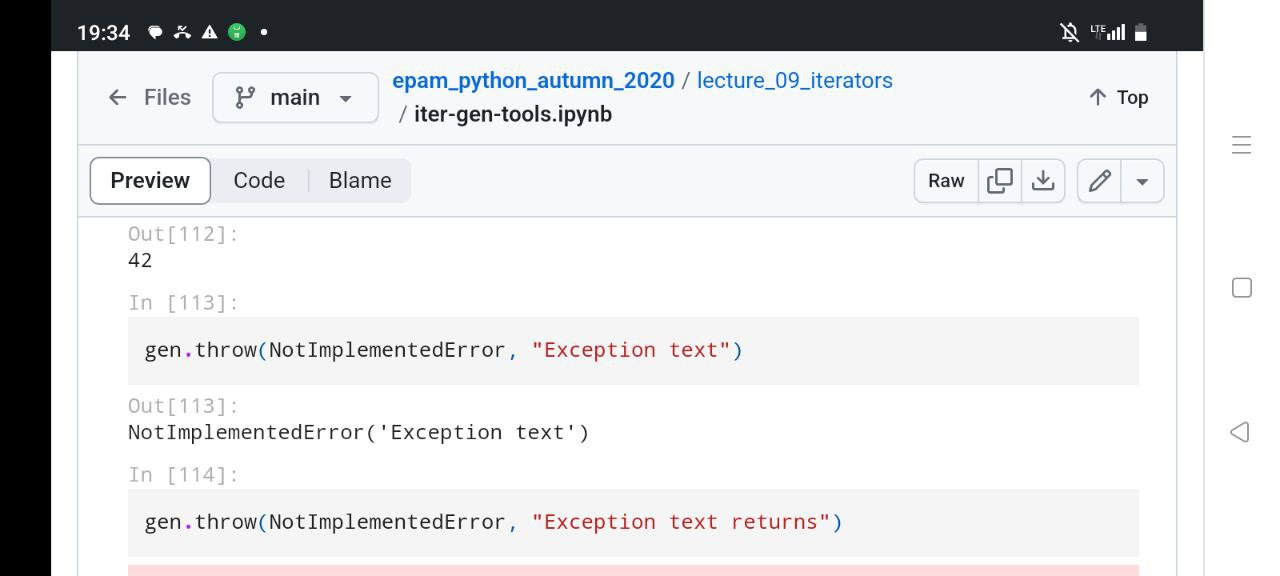 19:34
LTE
Files
main
epam_python_autumn_2020 / lecture_09_iterators
/ iter-gen-tools.ipynb
Top
Preview
Code
Blame
Raw
Out[112]:
42
In [113]:
gen.throw(NotImplementedError, "Exception text")
Out[113]:
NotImplementedError('Exception text')
In [114]:
gen.throw(NotImplementedError, "Exception text returns")